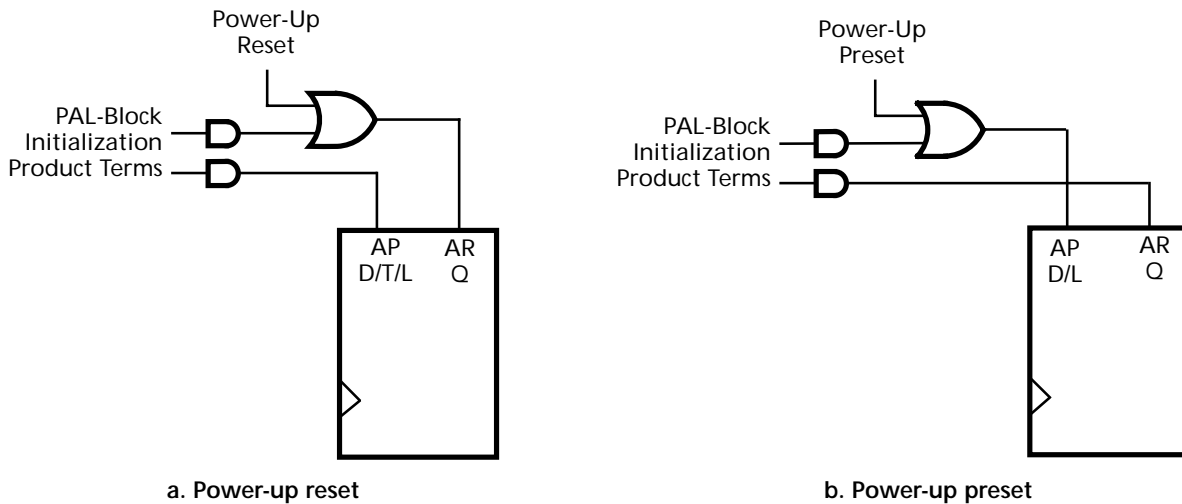 Power-Up
Reset
PAL-Block
Initialization
Product Terms
AP
AR
D/T/L
Q
a. Power-up reset
Power-Up
Preset
PAL-Block
Initialization
Product Terms
AP
AR
D/L
Q
b. Power-up preset